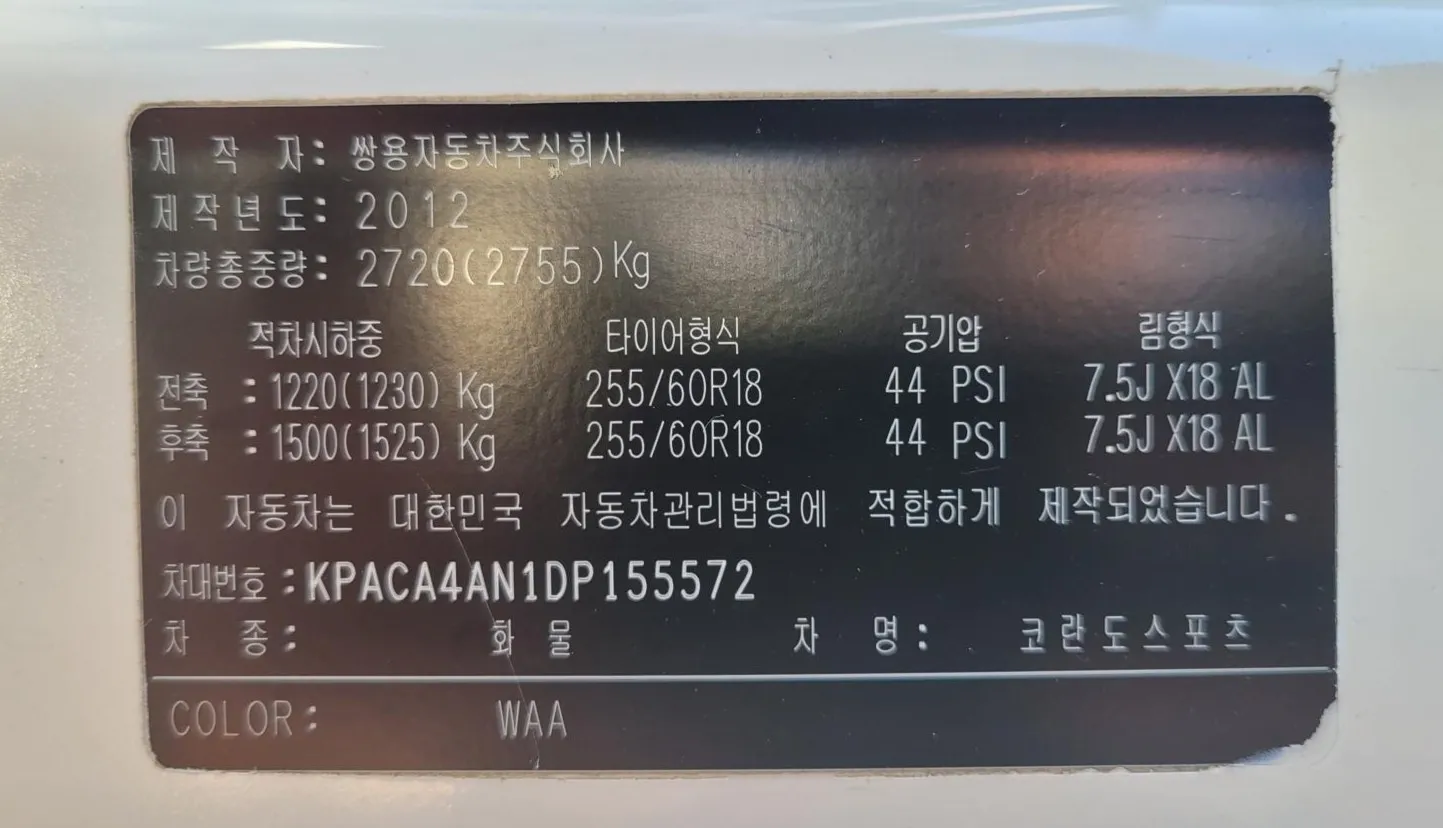 제 작 자: 쌍용자동차주식회사
제작년도: 2012
차량총중량: 2720(2755)Kg
적차시하중 타이어형식 공기압 림형식
전축 : 1220(1230) Kg 255/60R18 44 PSI 7.5J X18 AL
후축 : 1500(1525) Kg 255/60R18 44 PSI 7.5J X18 AL
이 자동차는 대한민국 자동차관리법령에 적합하게 제작되었습니다.
차대번호 : KPACA4AN1DP155572
차 종: 화물 차 명: 코란도스포츠
COLOR: WAA